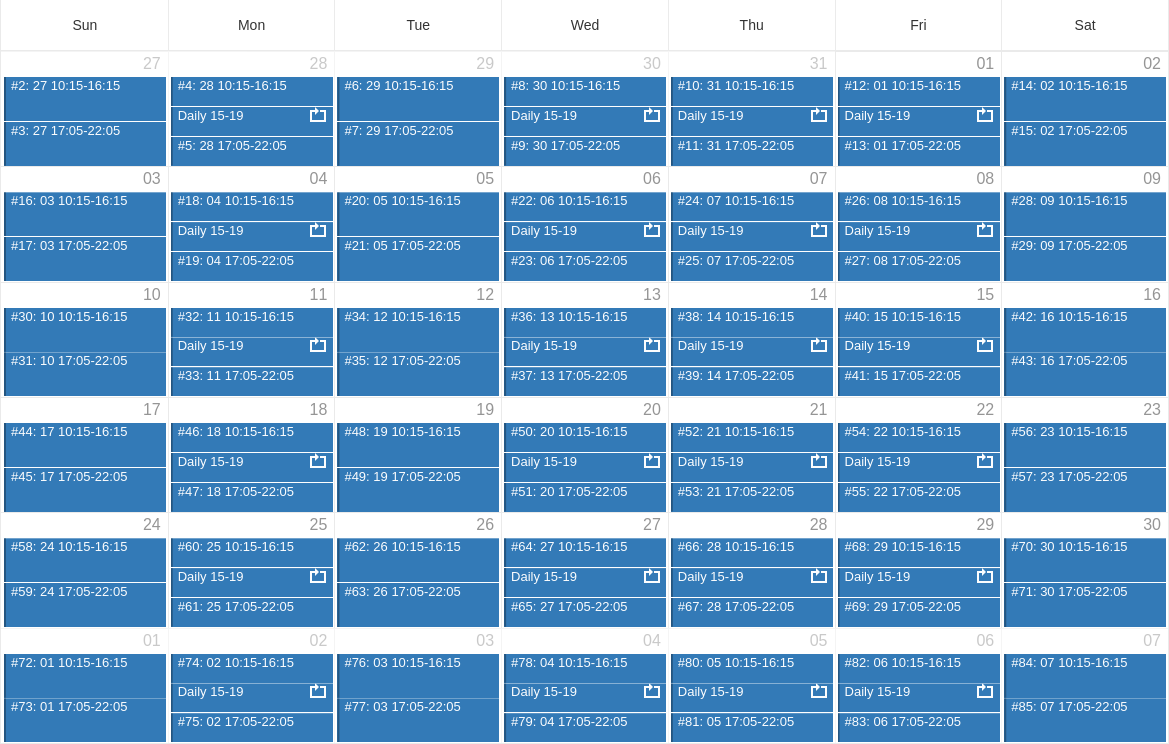 Sun Mon Tue Wed Thu Fri Sat
27 28 29 30 31 01 02
#2: 27 10:15-16:15 #4: 28 10:15-16:15 #6: 29 10:15-16:15 #8: 30 10:15-16:15 #10: 31 10:15-16:15 #12: 01 10:15-16:15 #14: 02 10:15-16:15
Daily 15-19 Daily 15-19 Daily 15-19 Daily 15-19
#3: 27 17:05-22:05 #5: 28 17:05-22:05 #7: 29 17:05-22:05 #9: 30 17:05-22:05 #11: 31 17:05-22:05 #13: 01 17:05-22:05 #15: 02 17:05-22:05
03 04 05 06 07 08 09
#16: 03 10:15-16:15 #18: 04 10:15-16:15 #20: 05 10:15-16:15 #22: 06 10:15-16:15 #24: 07 10:15-16:15 #26: 08 10:15-16:15 #28: 09 10:15-16:15
Daily 15-19 Daily 15-19 Daily 15-19 Daily 15-19
#17: 03 17:05-22:05 #19: 04 17:05-22:05 #21: 05 17:05-22:05 #23: 06 17:05-22:05 #25: 07 17:05-22:05 #27: 08 17:05-22:05 #29: 09 17:05-22:05
10 11 12 13 14 15 16
#30: 10 10:15-16:15 #32: 11 10:15-16:15 #34: 12 10:15-16:15 #36: 13 10:15-16:15 #38: 14 10:15-16:15 #40: 15 10:15-16:15 #42: 16 10:15-16:15
Daily 15-19 Daily 15-19 Daily 15-19 Daily 15-19
#31: 10 17:05-22:05 #33: 11 17:05-22:05 #35: 12 17:05-22:05 #37: 13 17:05-22:05 #39: 14 17:05-22:05 #41: 15 17:05-22:05 #43: 16 17:05-22:05
17 18 19 20 21 22 23
#44: 17 10:15-16:15 #46: 18 10:15-16:15 #48: 19 10:15-16:15 #50: 20 10:15-16:15 #52: 21 10:15-16:15 #54: 22 10:15-16:15 #56: 23 10:15-16:15
Daily 15-19 Daily 15-19 Daily 15-19 Daily 15-19
#45: 17 17:05-22:05 #47: 18 17:05-22:05 #49: 19 17:05-22:05 #51: 20 17:05-22:05 #53: 21 17:05-22:05 #55: 22 17:05-22:05 #57: 23 17:05-22:05
24 25 26 27 28 29 30
#58: 24 10:15-16:15 #60: 25 10:15-16:15 #62: 26 10:15-16:15 #64: 27 10:15-16:15 #66: 28 10:15-16:15 #68: 29 10:15-16:15 #70: 30 10:15-16:15
Daily 15-19 Daily 15-19 Daily 15-19 Daily 15-19
#59: 24 17:05-22:05 #61: 25 17:05-22:05 #63: 26 17:05-22:05 #65: 27 17:05-22:05 #67: 28 17:05-22:05 #69: 29 17:05-22:05 #71: 30 17:05-22:05
01 02 03 04 05 06 07
#72: 01 10:15-16:15 #74: 02 10:15-16:15 #76: 03 10:15-16:15 #78: 04 10:15-16:15 #80: 05 10:15-16:15 #82: 06 10:15-16:15 #84: 07 10:15-16:15
Daily 15-19 Daily 15-19 Daily 15-19 Daily 15-19
#73: 01 17:05-22:05 #75: 02 17:05-22:05 #77: 03 17:05-22:05 #79: 04 17:05-22:05 #81: 05 17:05-22:05 #83: 06 17:05-22:05 #85: 07 17:05-22:05